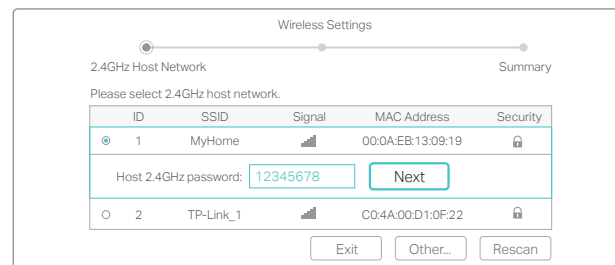 Wireless Settings
2.4GHz Host Network Summary
Please select 2.4GHz host network.
ID SSID Signal MAC Address Security
1 MyHome 00:0A:EB:13:09:19
Host 2.4GHz password: 12345678 Next
2 TP-Link_1 C0:4A:00:D1:0F:22
Exit Other... Rescan